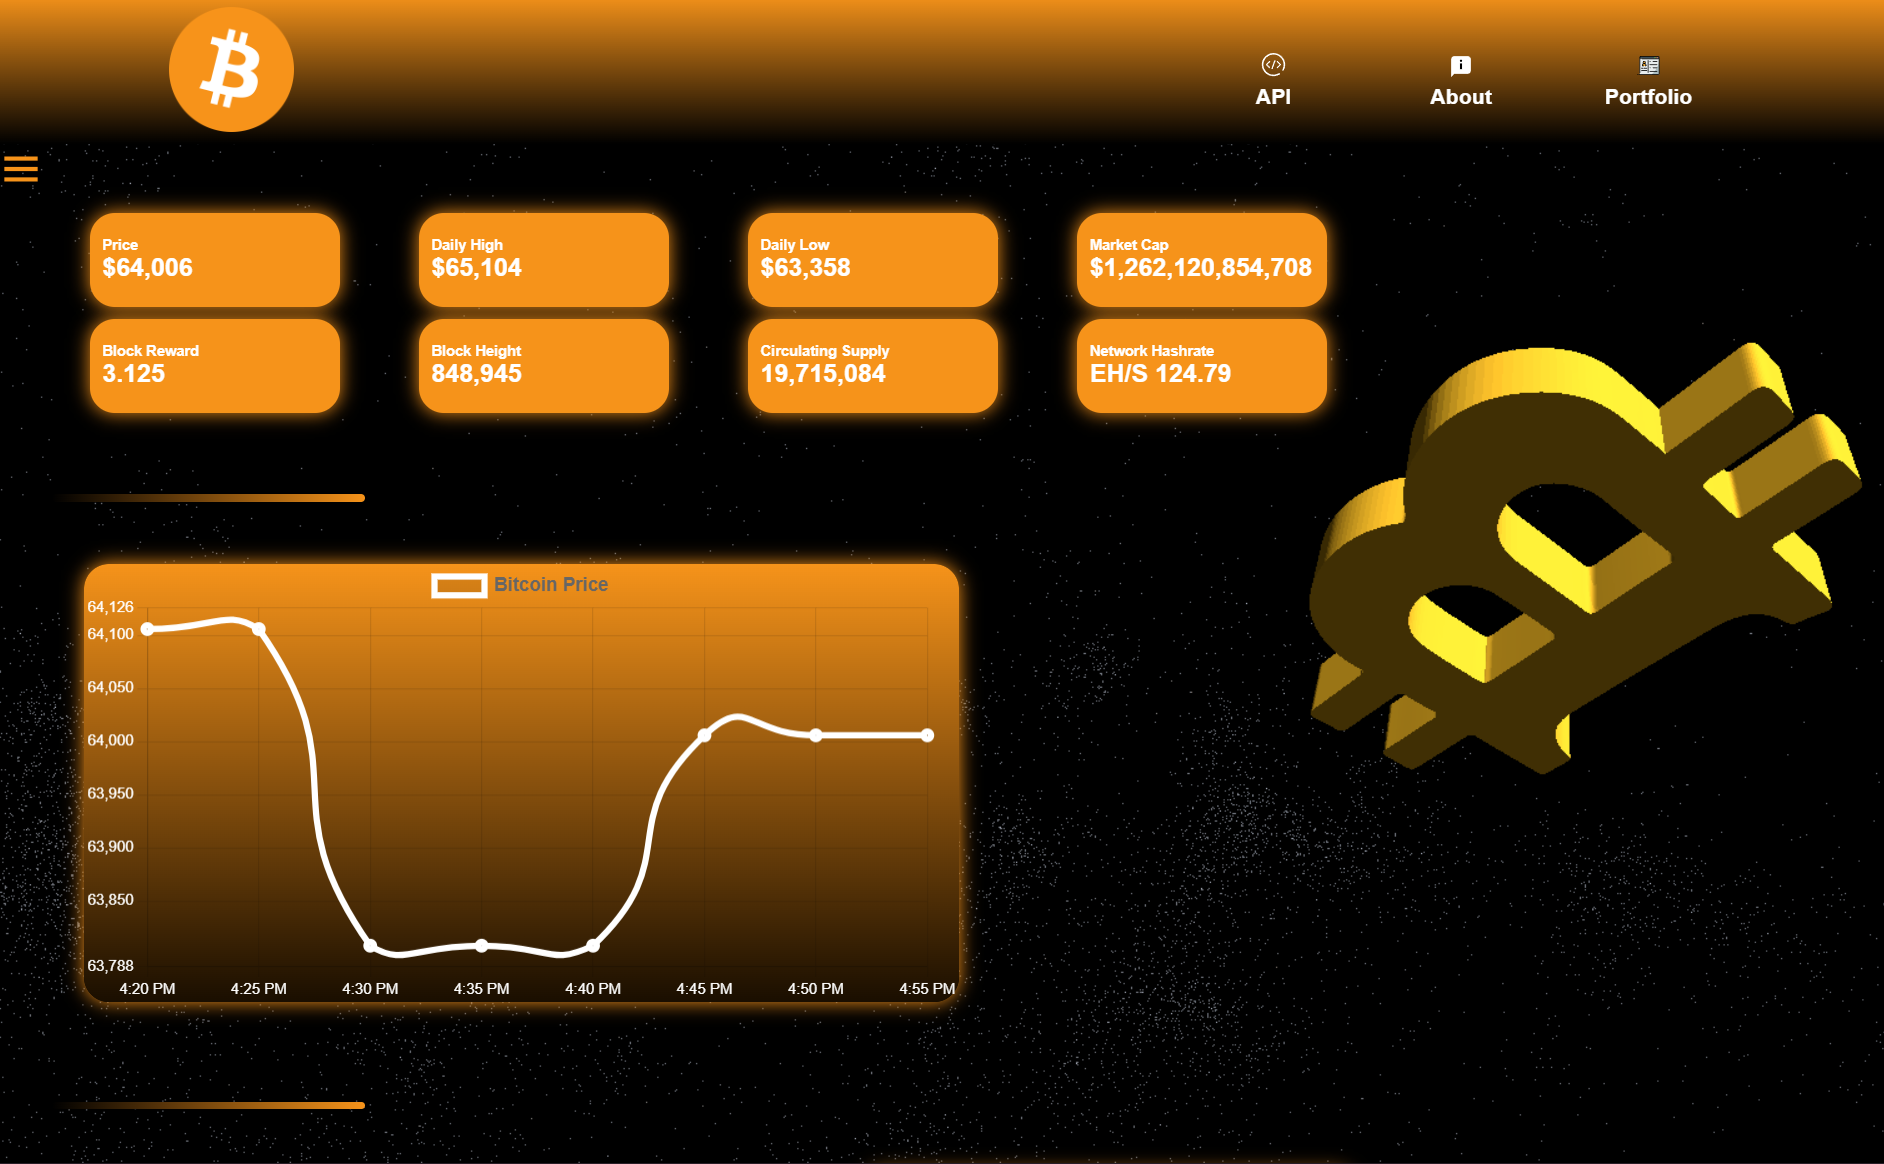 API
About
Portfolio
Price
$64,006
Daily High
$65,104
Daily Low
$63,358
Market Cap
$1,262,120,854,708
Block Reward
3.125
Block Height
848,945
Circulating Supply
19,715,084
Network Hashrate
EH/S 124.79
Bitcoin Price
64,126
64,100
64,050
64,000
63,950
63,900
63,850
63,788
4:20 PM 4:25 PM 4:30 PM 4:35 PM 4:40 PM 4:45 PM 4:50 PM 4:55 PM